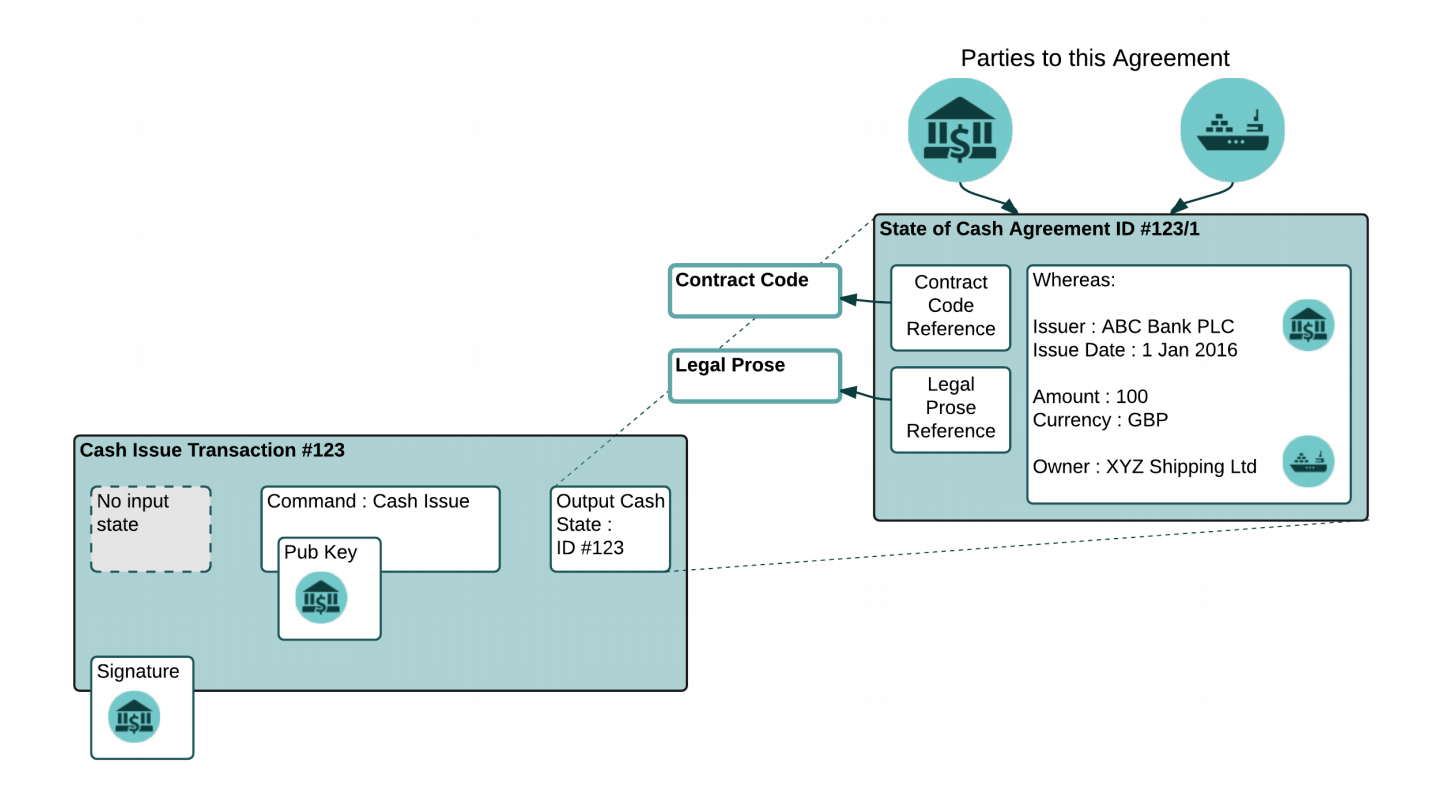 Parties to this Agreement
State of Cash Agreement ID #123/1
Contract Code
Contract
Code
Reference
Whereas:
Issuer : ABC Bank PLC
Issue Date : 1 Jan 2016
Amount : 100
Currency : GBP
Owner : XYZ Shipping Ltd
Legal Prose
Legal
Prose
Reference
Cash Issue Transaction #123
No input
state
Command : Cash Issue
Pub Key
Output Cash
State :
ID #123
Signature